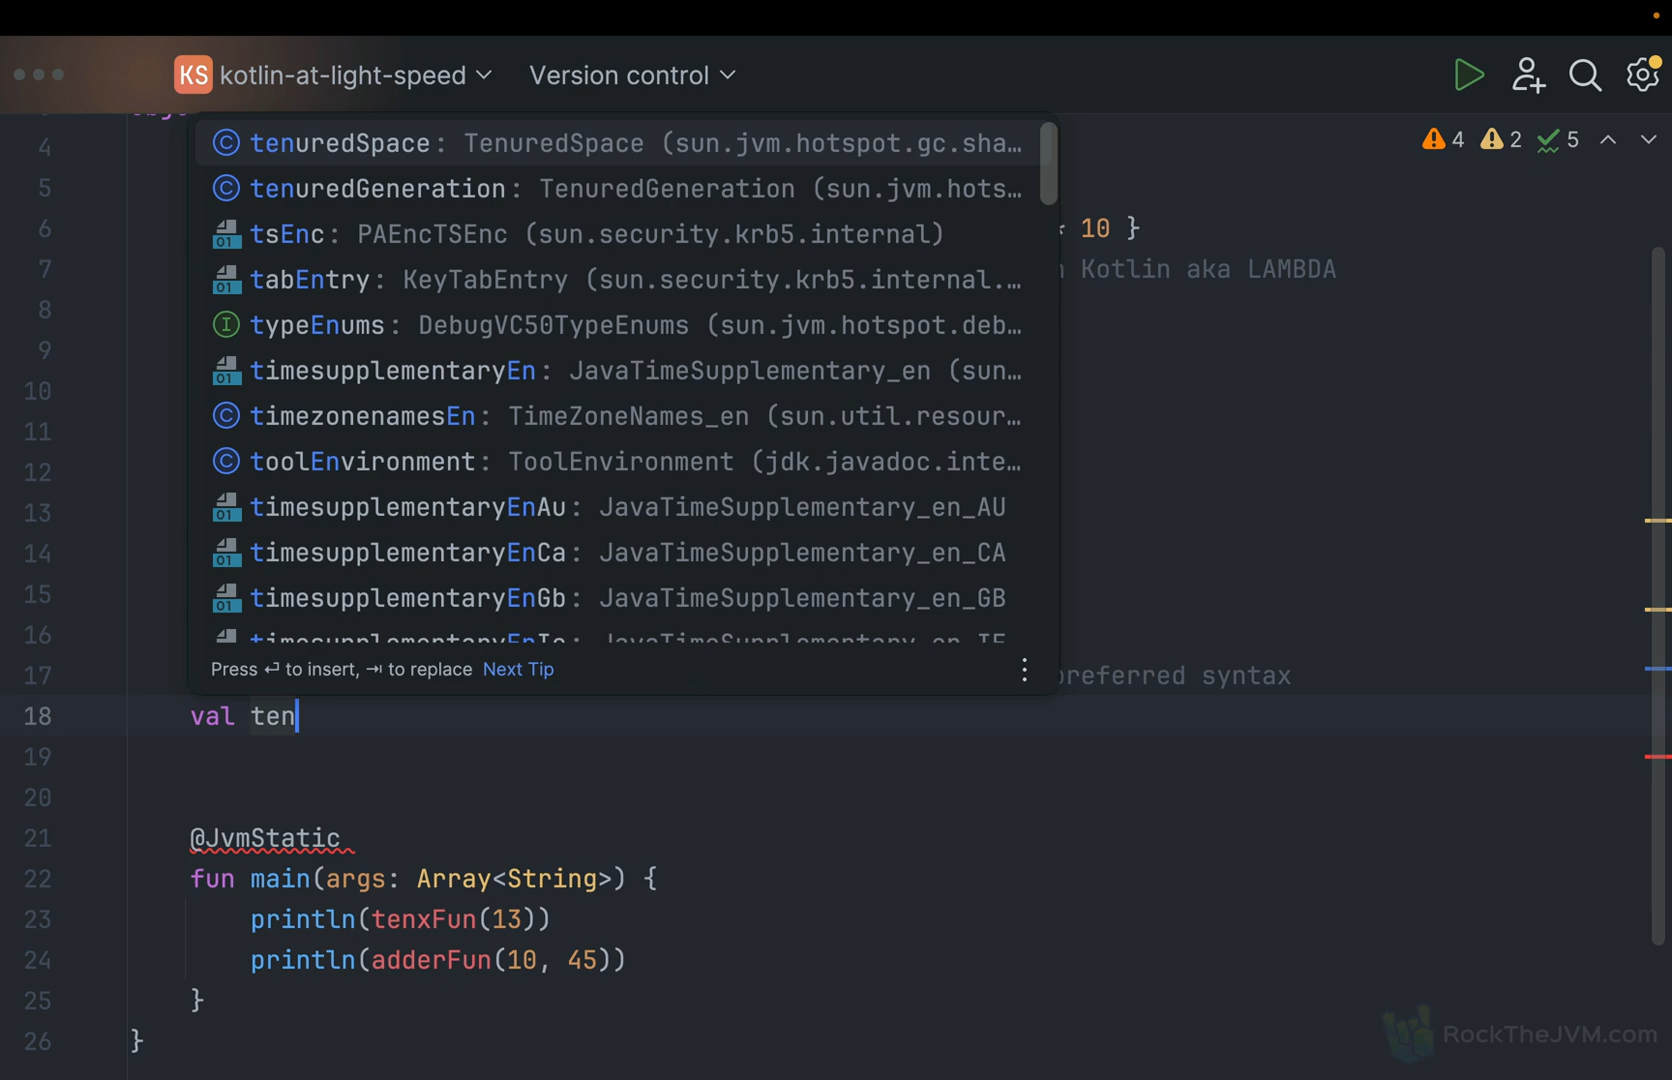 KS kotlin-at-light-speed Version control
4 2 5
tenuredSpace: TenuredSpace (sun.jvm.hotspot.gc.sha…
tenuredGeneration: TenuredGeneration (sun.jvm.hots…
tsEnc: PAEncTSEnc (sun.security.krb5.internal)
tabEntry: KeyTabEntry (sun.security.krb5.internal.…
typeEnums: DebugVC50TypeEnums (sun.jvm.hotspot.deb…
timesupplementaryEn: JavaTimeSupplementary_en (sun…
timezonenamesEn: TimeZoneNames_en (sun.util.resour…
toolEnvironment: ToolEnvironment (jdk.javadoc.inte…
timesupplementaryEnAu: JavaTimeSupplementary_en_AU
timesupplementaryEnCa: JavaTimeSupplementary_en_CA
timesupplementaryEnGb: JavaTimeSupplementary_en_GB
timesupplementaryEnIe: JavaTimeSupplementary_en_IE
Press ⏎ to insert, ⇥ to replace Next Tip
4
5
6 10 }
7 Kotlin aka LAMBDA
8
9
10
11
12
13
14
15
16
17 preferred syntax
18 val ten
19
20
21 @JvmStatic
22 fun main(args: Array<String>) {
23 println(tenxFun(13))
24 println(adderFun(10, 45))
25 }
26 }
RockTheJVM.com